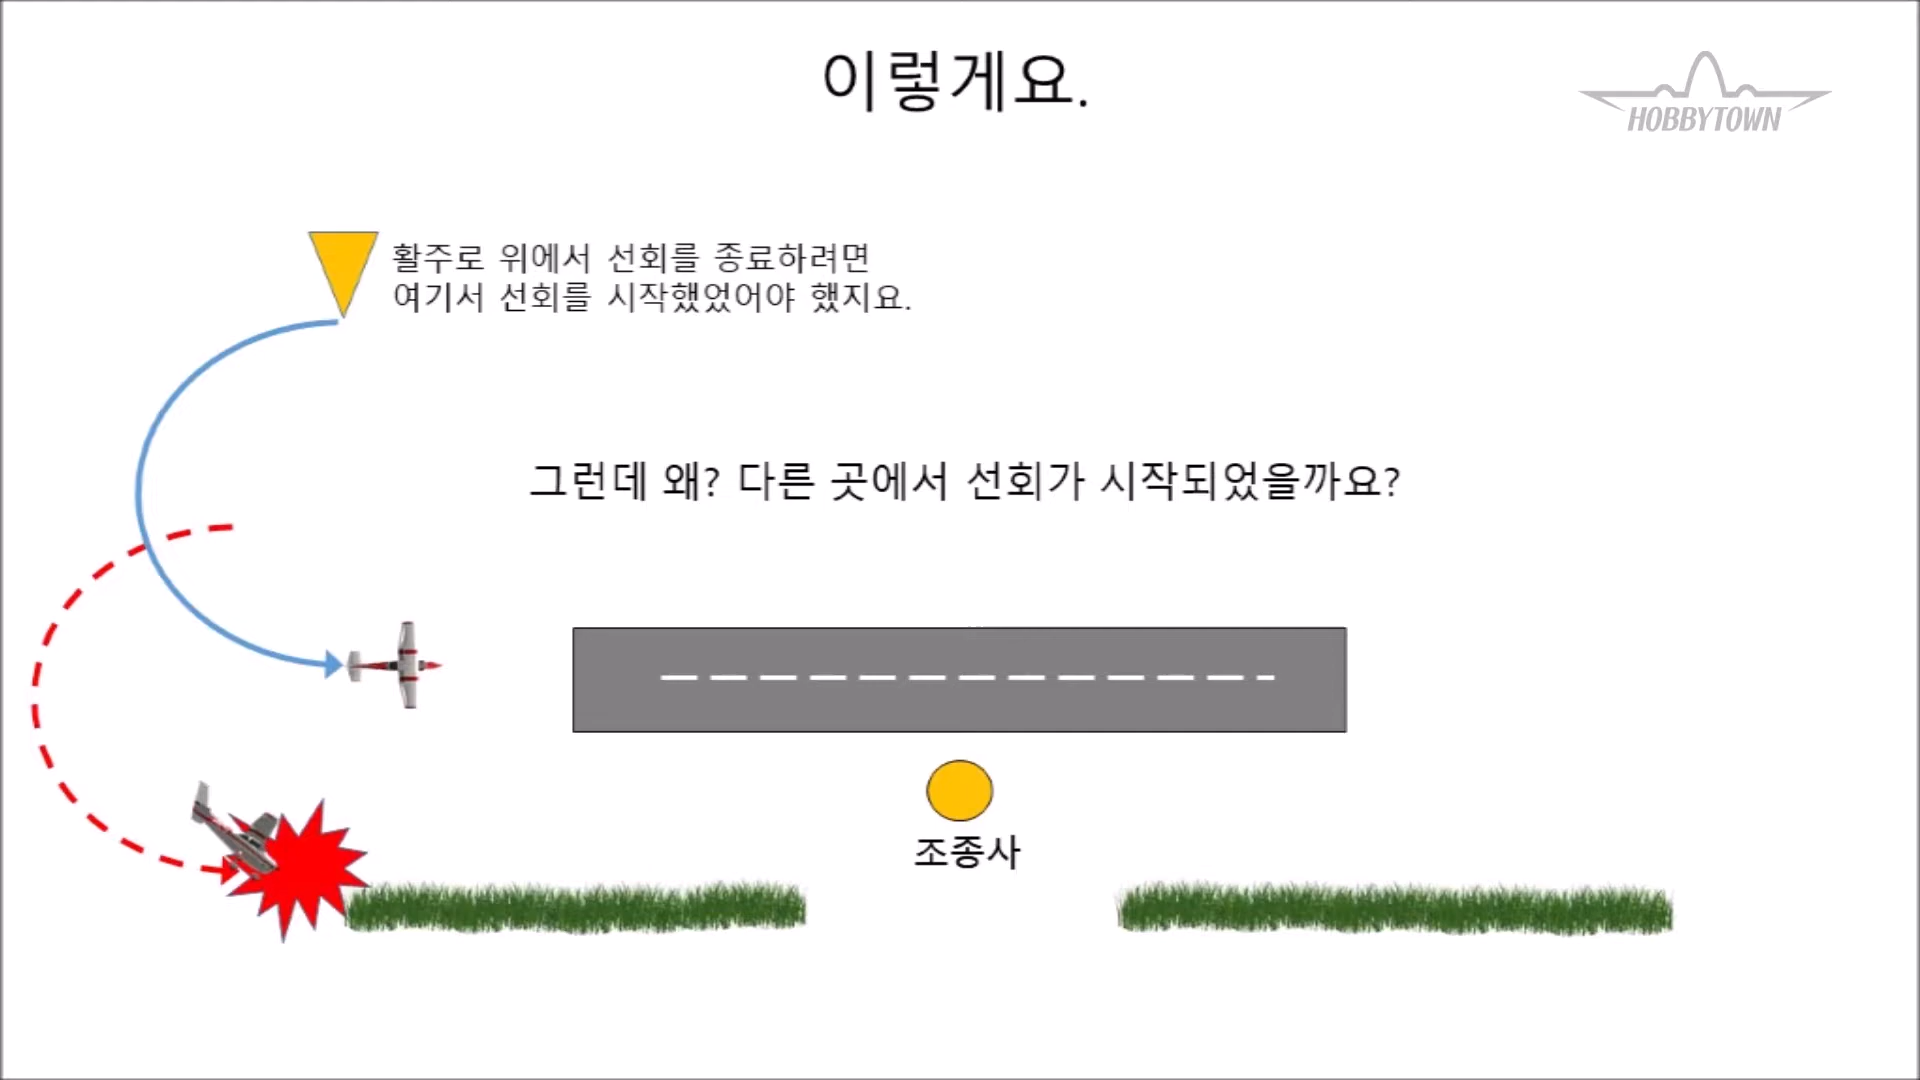 이렇게요.
HOBBYTOWN
활주로 위에서 선회를 종료하려면
여기서 선회를 시작했었어야 했지요.
그런데 왜? 다른 곳에서 선회가 시작되었을까요?
조종사